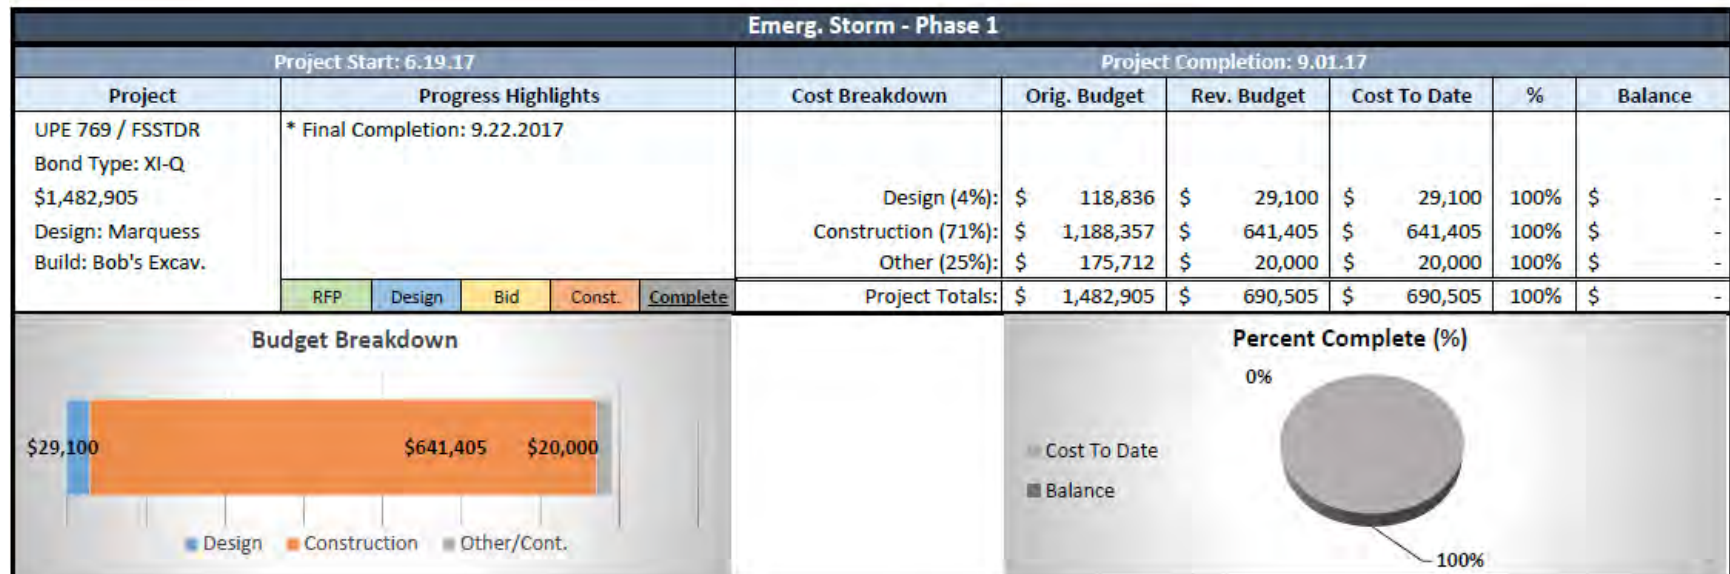 Emerg. Storm - Phase 1
Project Start: 6.19.17 Project Completion: 9.01.17
Project Progress Highlights Cost Breakdown Orig. Budget Rev. Budget Cost To Date % Balance
UPE 769 / FSSTDR * Final Completion: 9.22.2017
Bond Type: XI-Q
$1,482,905 Design (4%): $ 118,836 $ 29,100 $ 29,100 100% $ -
Design: Marquess Construction (71%): $ 1,188,357 $ 641,405 $ 641,405 100% $ -
Build: Bob's Excav. Other (25%): $ 175,712 $ 20,000 $ 20,000 100% $ -
RFP Design Bid Const. Complete Project Totals: $ 1,482,905 $ 690,505 $ 690,505 100% $ -
Budget Breakdown
$29,100 $641,405 $20,000
Design Construction Other/Cont.
Percent Complete (%)
0%
Cost To Date
Balance
100%